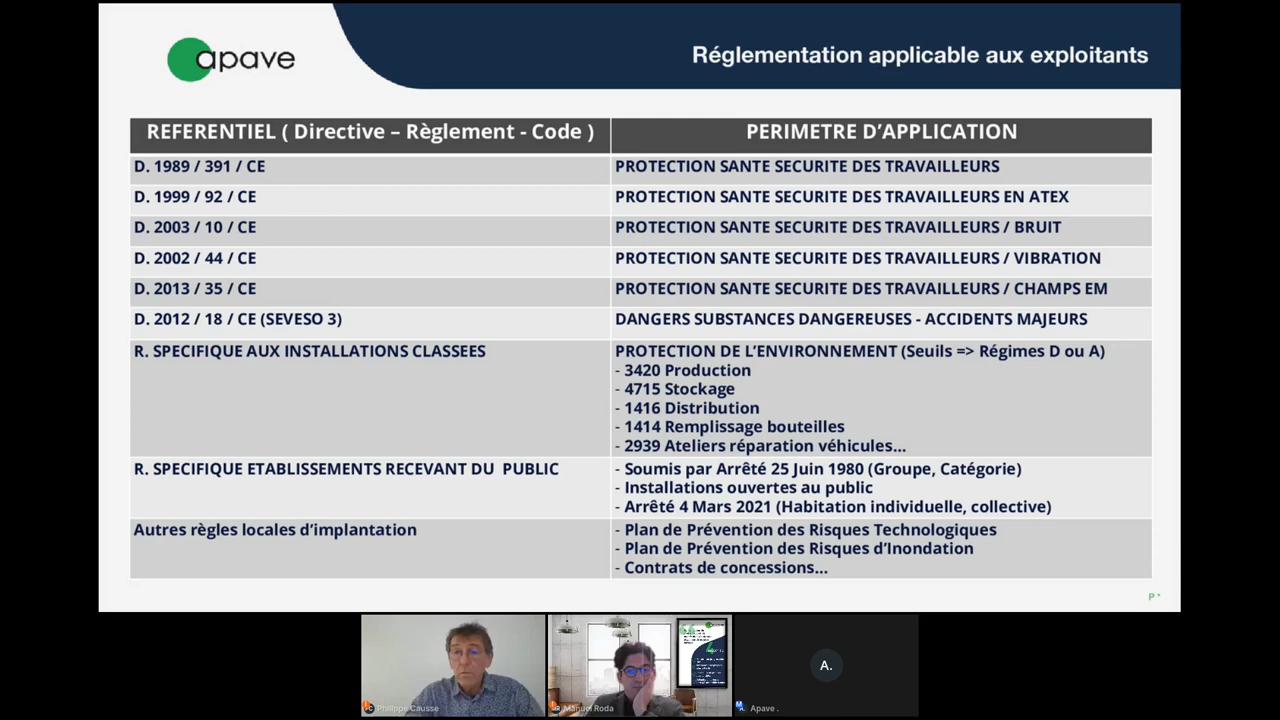 apave
Réglementation applicable aux exploitants
REFERENTIEL ( Directive – Règlement - Code )
PERIMETRE D’APPLICATION
D. 1989 / 391 / CE
PROTECTION SANTE SECURITE DES TRAVAILLEURS
D. 1999 / 92 / CE
PROTECTION SANTE SECURITE DES TRAVAILLEURS EN ATEX
D. 2003 / 10 / CE
PROTECTION SANTE SECURITE DES TRAVAILLEURS / BRUIT
D. 2002 / 44 / CE
PROTECTION SANTE SECURITE DES TRAVAILLEURS / VIBRATION
D. 2013 / 35 / CE
PROTECTION SANTE SECURITE DES TRAVAILLEURS / CHAMPS EM
D. 2012 / 18 / CE (SEVESO 3)
DANGERS SUBSTANCES DANGEREUSES - ACCIDENTS MAJEURS
R. SPECIFIQUE AUX INSTALLATIONS CLASSEES
PROTECTION DE L’ENVIRONNEMENT (Seuils => Régimes D ou A)
- 3420 Production
- 4715 Stockage
- 1416 Distribution
- 1414 Remplissage bouteilles
- 2939 Ateliers réparation véhicules…
R. SPECIFIQUE ETABLISSEMENTS RECEVANT DU PUBLIC
- Soumis par Arrêté 25 Juin 1980 (Groupe, Catégorie)
- Installations ouvertes au public
- Arrêté 4 Mars 2021 (Habitation individuelle, collective)
Autres règles locales d’implantation
- Plan de Prévention des Risques Technologiques
- Plan de Prévention des Risques d’Inondation
- Contrats de concessions…
Philippe Causse
Manuel Roda
A.
Apave .